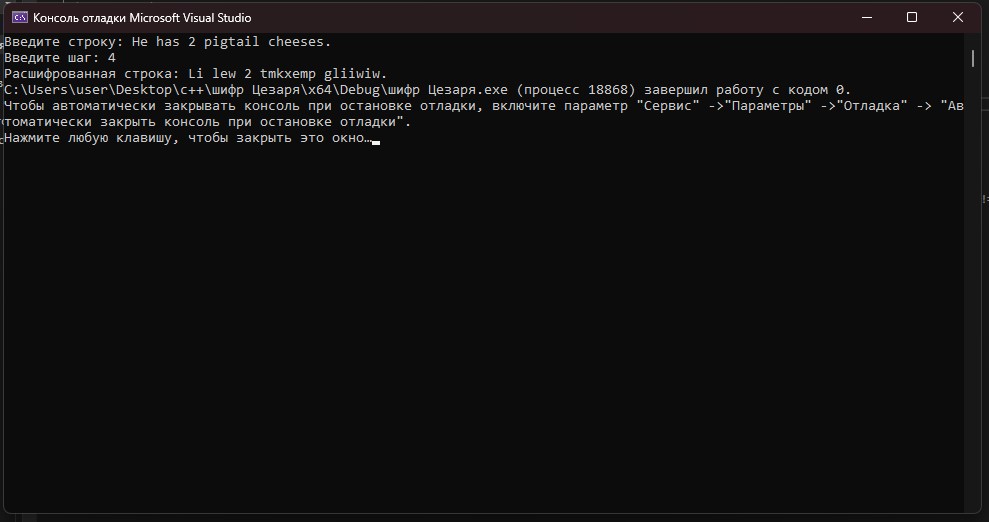 Консоль отладки Microsoft Visual Studio
Введите строку: He has 2 pigtail cheeses.
Введите шаг: 4
Расшифрованная строка: Li lew 2 tmkxemp gliiwiw.
C:\Users\user\Desktop\c++\шифр Цезаря\x64\Debug\шифр Цезаря.exe (процесс 18868) завершил работу с кодом 0.
Чтобы автоматически закрывать консоль при остановке отладки, включите параметр "Сервис" ->"Параметры" ->"Отладка" -> "Ав
томатически закрыть консоль при остановке отладки".
Нажмите любую клавишу, чтобы закрыть это окно…